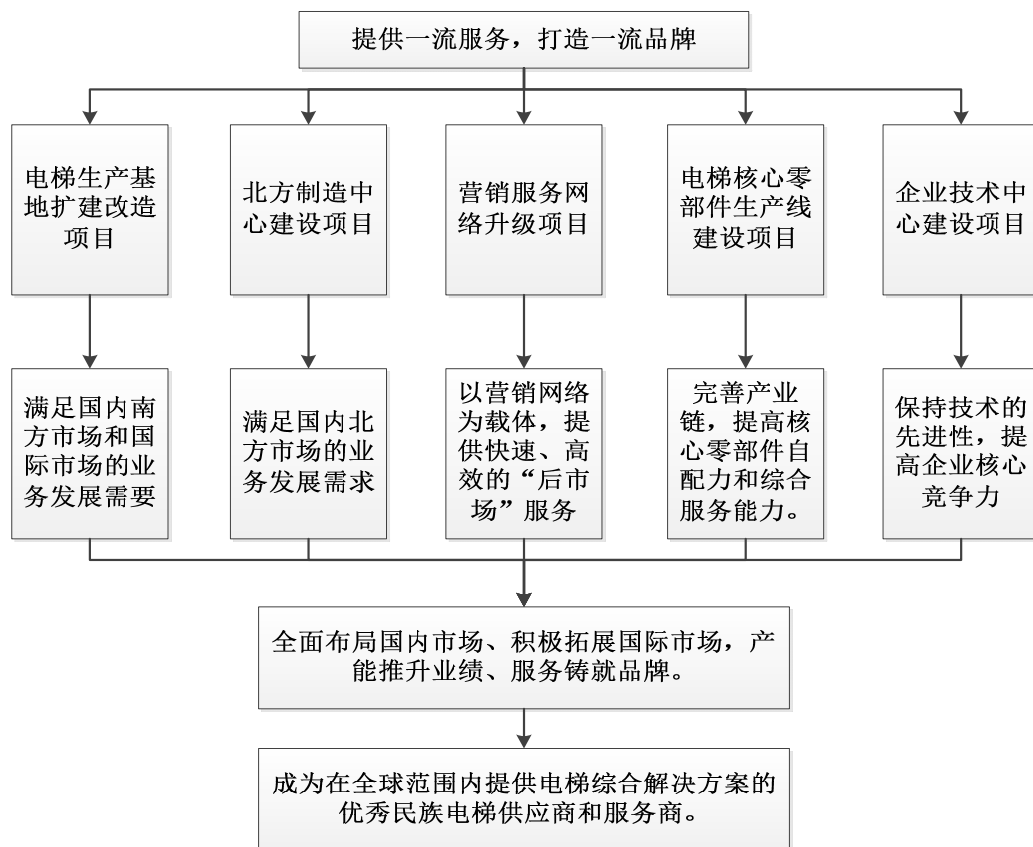 提供一流服务，打造一流品牌
电梯生产基
地扩建改造
项目
北方制造中
心建设项目
营销服务网
络升级项目
电梯核心零
部件生产线
建设项目
企业技术中
心建设项目
满足国内南
方市场和国
际市场的业
务发展需要
满足国内北
方市场的业
务发展需求
以营销网络
为载体，提
供快速、高
效的“后市
场”服务
完善产业
链，提高核
心零部件自
配力和综合
服务能力。
保持技术的
先进性，提
高企业核心
竞争力
全面布局国内市场、积极拓展国际市场，产
能推升业绩、服务铸就品牌。
成为在全球范围内提供电梯综合解决方案的
优秀民族电梯供应商和服务商。